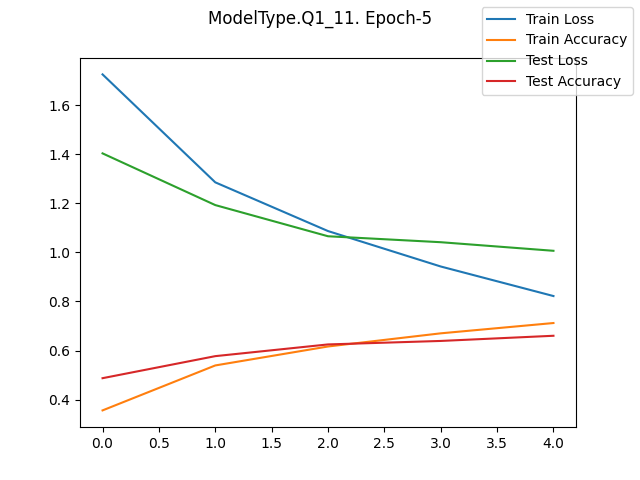 ModelType.Q1_11. Epoch-5
Train Loss
Train Accuracy
Test Loss
Test Accuracy
1.6
1.4
1.2
1.0
0.8
0.6
0.4
0.0 0.5 1.0 1.5 2.0 2.5 3.0 3.5 4.0